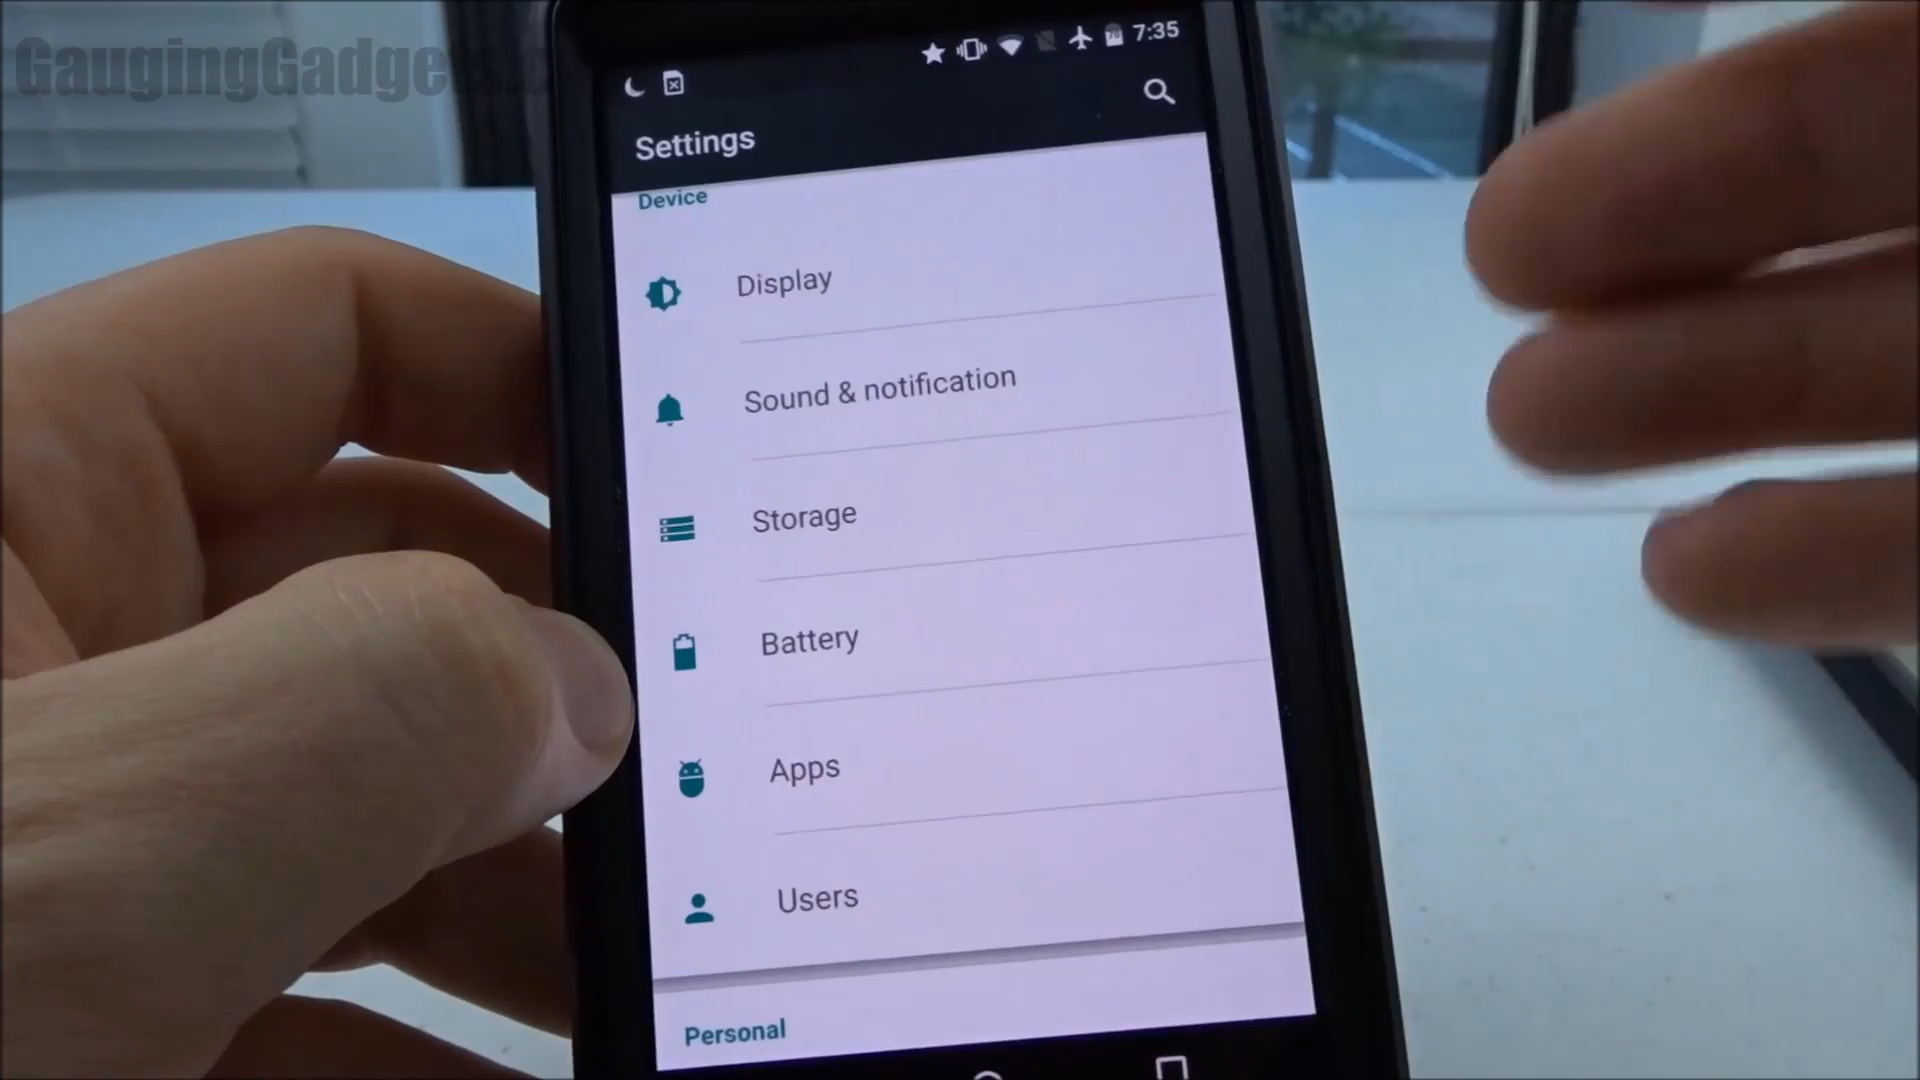 GaugingGadgets.
7:35
Settings
Device
Display
Sound & notification
Storage
Battery
Apps
Users
Personal